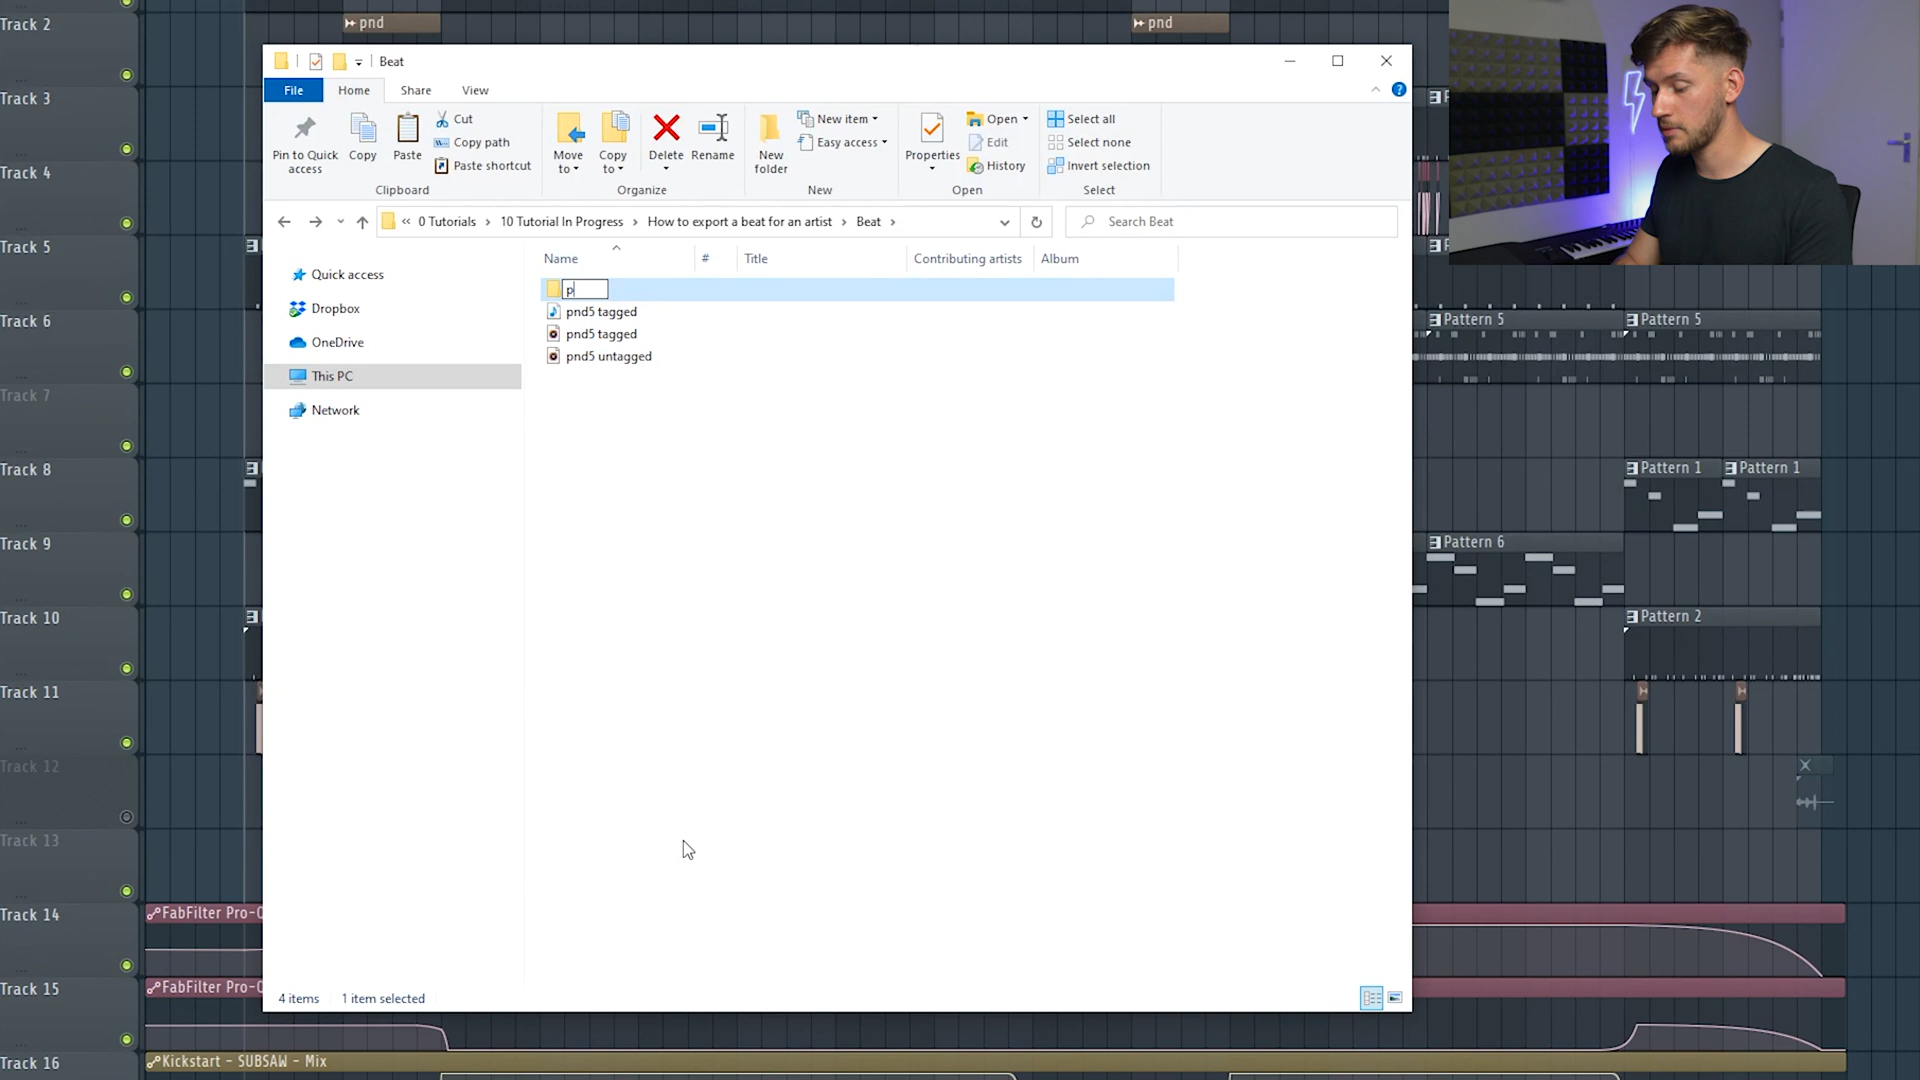 Track 2
pnd
pnd
Beat
File
Home
Share
View
Track 3
Pin to Quick access
Copy
Paste
Cut
Copy path
Paste shortcut
Clipboard
Move to
Copy to
Delete
Rename
Organize
New folder
New item
Easy access
New
Properties
Open
Edit
History
Open
Select all
Select none
Invert selection
Select
Track 4
« 0 Tutorials > 10 Tutorial In Progress > How to export a beat for an artist > Beat >
Search Beat
Track 5
Name
#
Title
Contributing artists
Album
Quick access
Dropbox
OneDrive
This PC
Network
p
pnd5 tagged
pnd5 tagged
pnd5 untagged
Track 6
Pattern 5
Pattern 5
Track 7
Track 8
Pattern 1
Pattern 1
Track 9
Pattern 6
Track 10
Pattern 2
Track 11
Track 12
Track 13
Track 14
FabFilter Pro-
Track 15
FabFilter Pro-
4 items
1 item selected
Track 16
Kickstart - SUBSAW - Mix